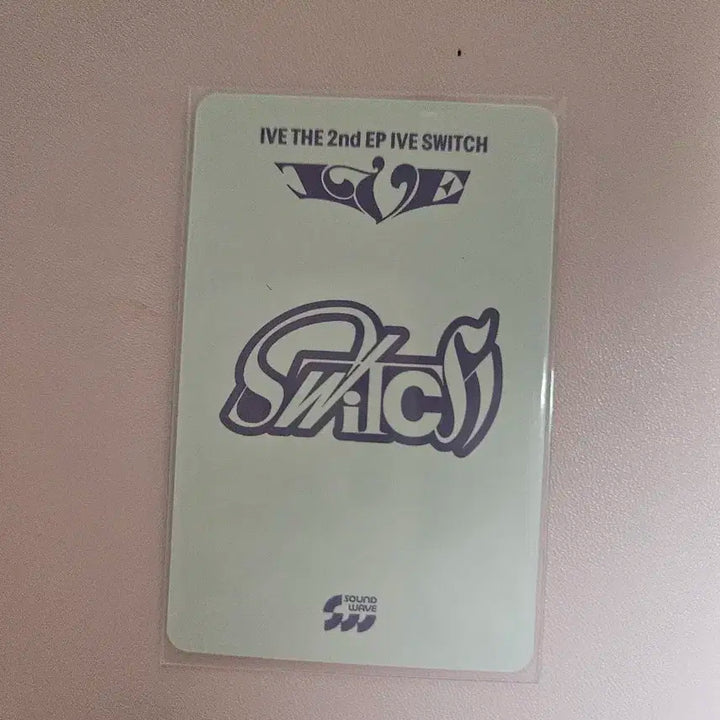 IVE THE 2nd EP IVE SWITCH
IVE
SWiTCH
SOUND
WAVE